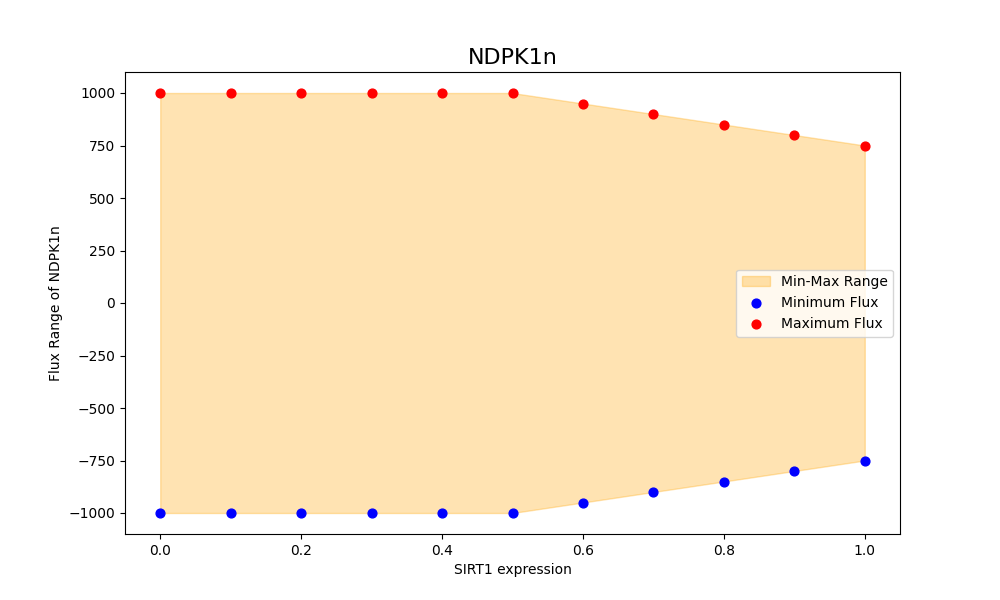 NDPK1n
1000
750
500
250
0
−250
−500
−750
−1000
Flux Range of NDPK1n
Min-Max Range
Minimum Flux
Maximum Flux
0.0 0.2 0.4 0.6 0.8 1.0
SIRT1 expression